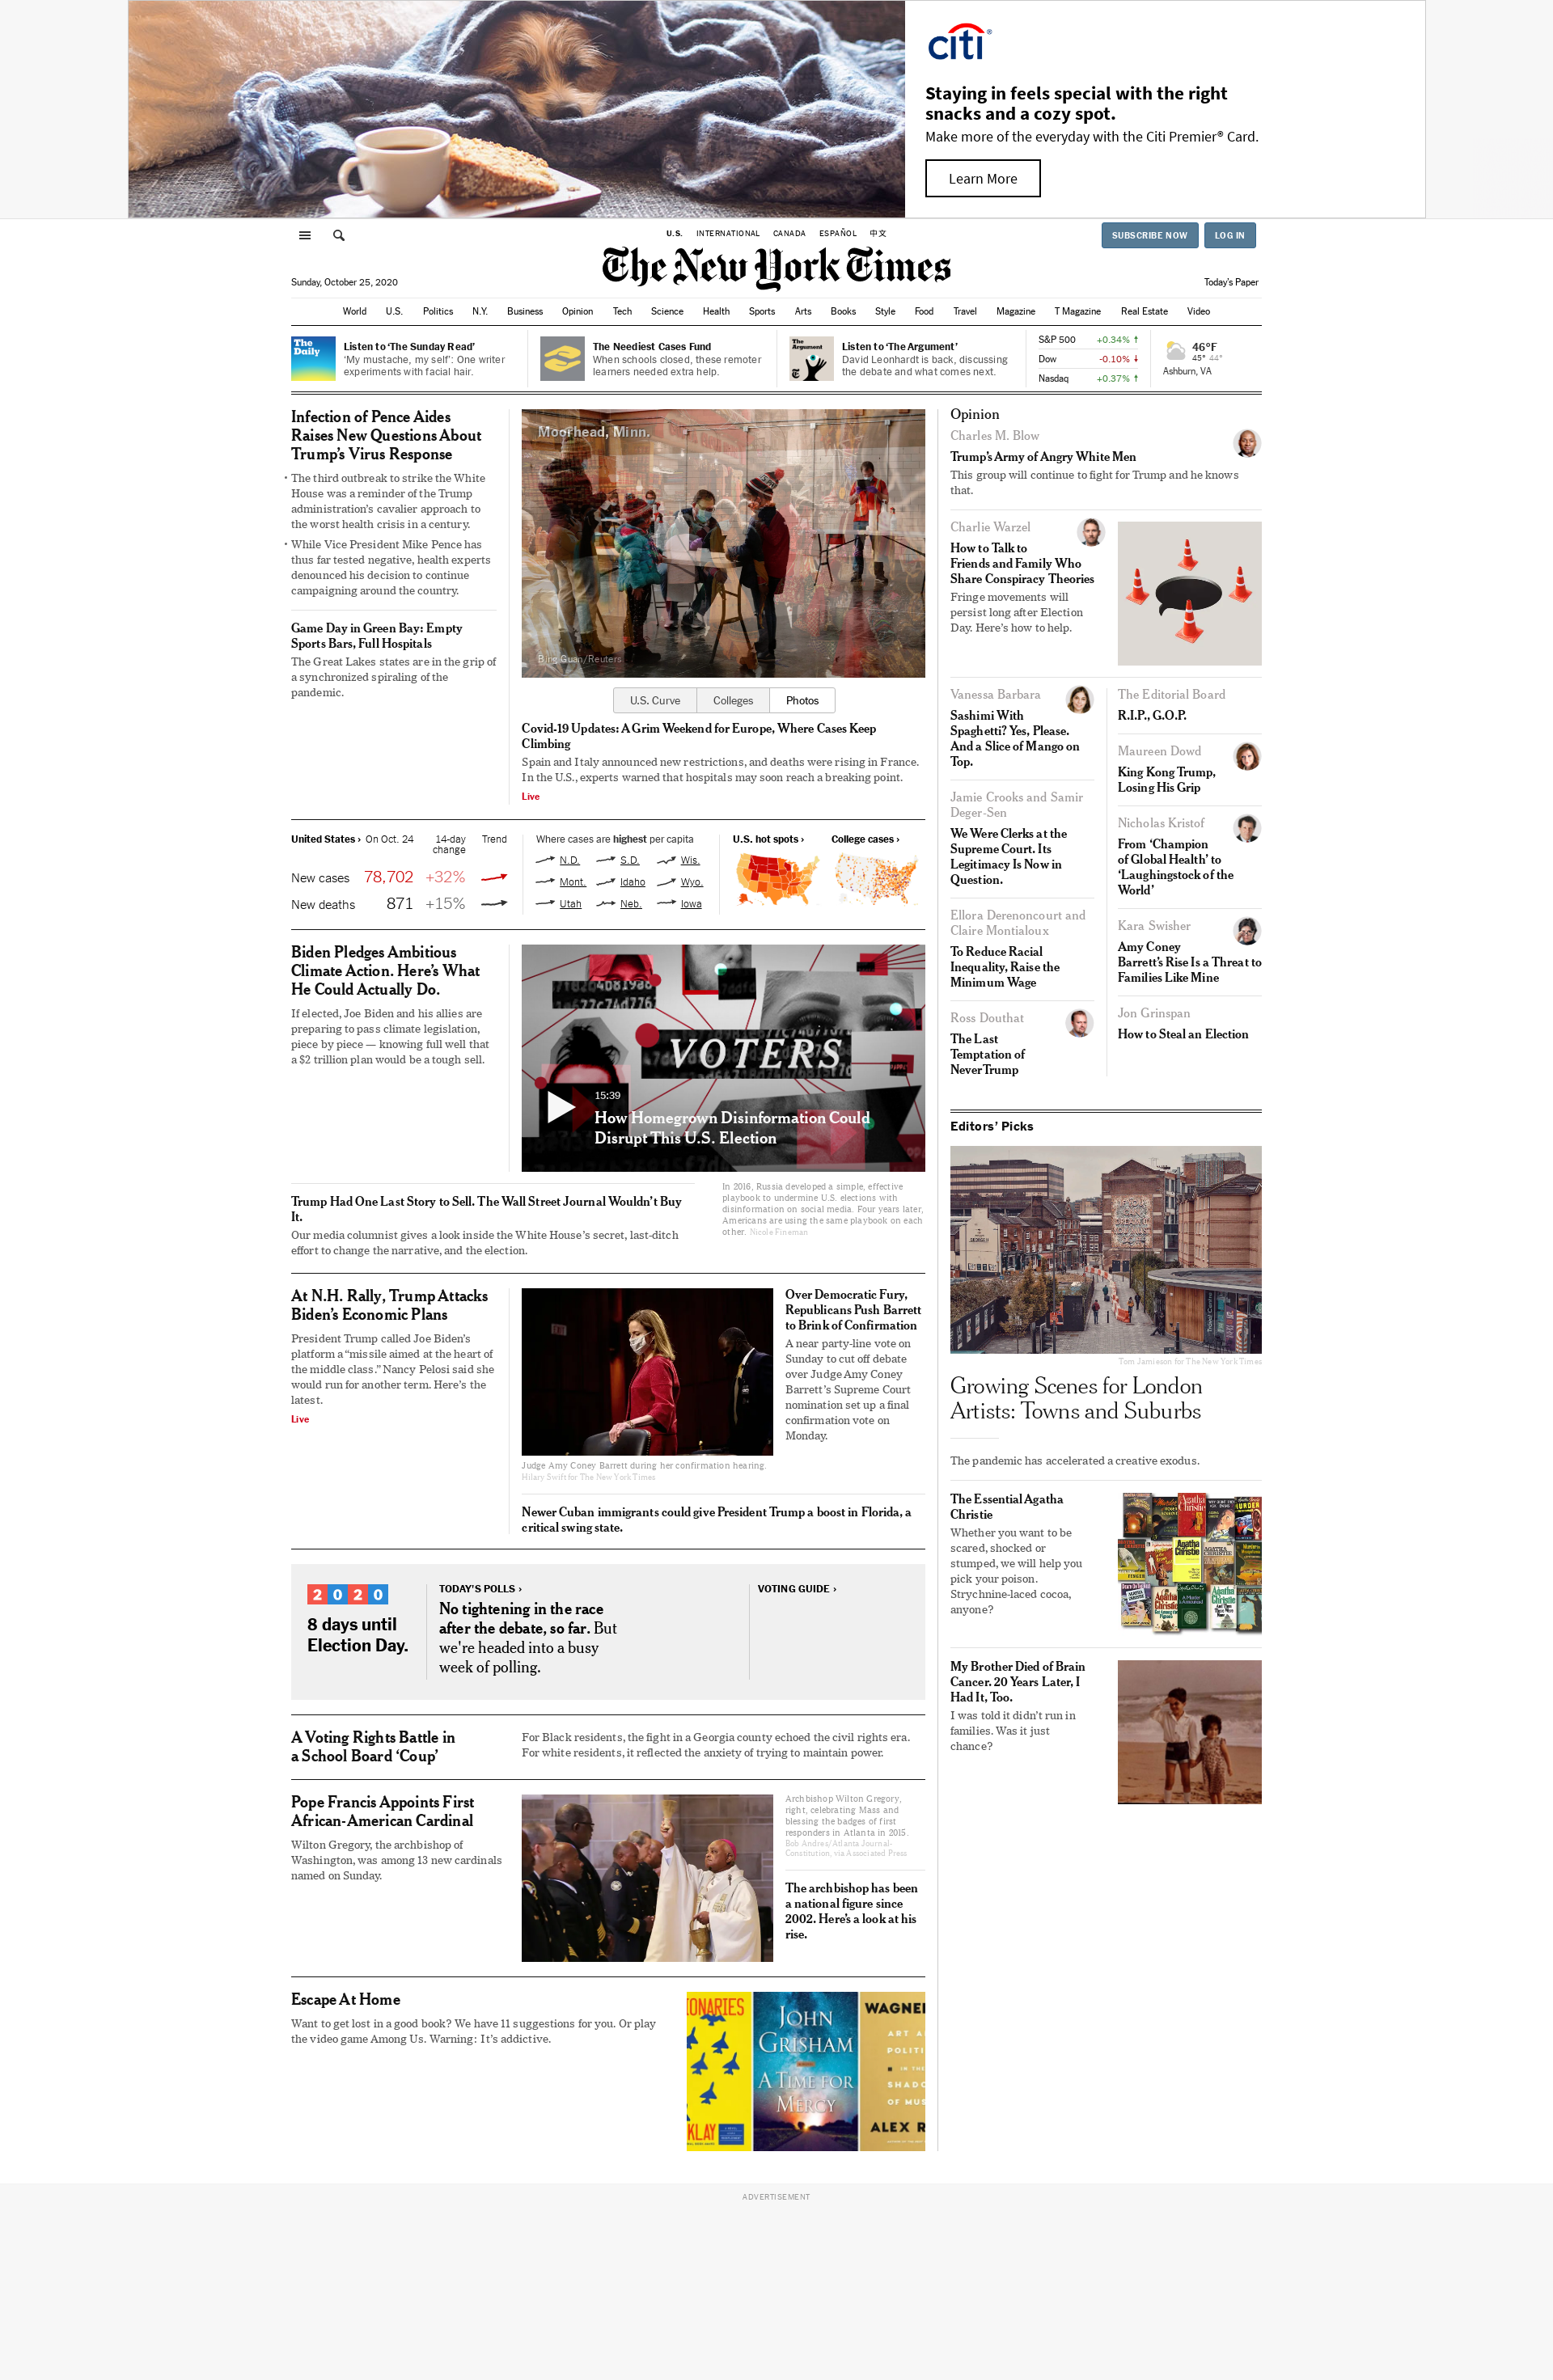 citi®
Staying in feels special with the right
snacks and a cozy spot.
Make more of the everyday with the Citi Premier® Card.
Learn More
U.S. INTERNATIONAL CANADA ESPAÑOL 中文
SUBSCRIBE NOW LOG IN
The New York Times
Sunday, October 25, 2020
Today's Paper
World U.S. Politics N.Y. Business Opinion Tech Science Health Sports Arts Books Style Food Travel Magazine T Magazine Real Estate Video
The
Daily
Listen to ‘The Sunday Read’
‘My mustache, my self’: One writer
experiments with facial hair.
The Neediest Cases Fund
When schools closed, these remoter
learners needed extra help.
The
Argument
Listen to ‘The Argument’
David Leonhardt is back, discussing
the debate and what comes next.
S&P 500 +0.34% ↑
Dow -0.10% ↓
Nasdaq +0.37% ↑
46°F
45° 44°
Ashburn, VA
Infection of Pence Aides
Raises New Questions About
Trump’s Virus Response
• The third outbreak to strike the White
House was a reminder of the Trump
administration’s cavalier approach to
the worst health crisis in a century.
• While Vice President Mike Pence has
thus far tested negative, health experts
denounced his decision to continue
campaigning around the country.
Game Day in Green Bay: Empty
Sports Bars, Full Hospitals
The Great Lakes states are in the grip of
a synchronized spiraling of the
pandemic.
Moorhead, Minn.
Bing Guan/Reuters
U.S. Curve Colleges Photos
Covid-19 Updates: A Grim Weekend for Europe, Where Cases Keep
Climbing
Spain and Italy announced new restrictions, and deaths were rising in France.
In the U.S., experts warned that hospitals may soon reach a breaking point.
Live
United States › On Oct. 24 14-day
change Trend
New cases 78,702 +32%
New deaths 871 +15%
Where cases are highest per capita
N.D. S.D. Wis.
Mont. Idaho Wyo.
Utah Neb. Iowa
U.S. hot spots › College cases ›
Biden Pledges Ambitious
Climate Action. Here’s What
He Could Actually Do.
If elected, Joe Biden and his allies are
preparing to pass climate legislation,
piece by piece — knowing full well that
a $2 trillion plan would be a tough sell.
VOTERS
15:39
How Homegrown Disinformation Could
Disrupt This U.S. Election
In 2016, Russia developed a simple, effective
playbook to undermine U.S. elections with
disinformation on social media. Four years later,
Americans are using the same playbook on each
other. Nicole Fineman
Trump Had One Last Story to Sell. The Wall Street Journal Wouldn’t Buy
It.
Our media columnist gives a look inside the White House’s secret, last-ditch
effort to change the narrative, and the election.
At N.H. Rally, Trump Attacks
Biden’s Economic Plans
President Trump called Joe Biden’s
platform a “missile aimed at the heart of
the middle class.” Nancy Pelosi said she
would run for another term. Here’s the
latest.
Live
Judge Amy Coney Barrett during her confirmation hearing.
Hilary Swift for The New York Times
Over Democratic Fury,
Republicans Push Barrett
to Brink of Confirmation
A near party-line vote on
Sunday to cut off debate
over Judge Amy Coney
Barrett’s Supreme Court
nomination set up a final
confirmation vote on
Monday.
Newer Cuban immigrants could give President Trump a boost in Florida, a
critical swing state.
2020
8 days until
Election Day.
TODAY’S POLLS ›
No tightening in the race
after the debate, so far. But
we're headed into a busy
week of polling.
VOTING GUIDE ›
A Voting Rights Battle in
a School Board ‘Coup’
For Black residents, the fight in a Georgia county echoed the civil rights era.
For white residents, it reflected the anxiety of trying to maintain power.
Pope Francis Appoints First
African-American Cardinal
Wilton Gregory, the archbishop of
Washington, was among 13 new cardinals
named on Sunday.
Archbishop Wilton Gregory,
right, celebrating Mass and
blessing the badges of first
responders in Atlanta in 2015.
Bob Andres/Atlanta Journal-
Constitution, via Associated Press
The archbishop has been
a national figure since
2002. Here’s a look at his
rise.
Escape At Home
Want to get lost in a good book? We have 11 suggestions for you. Or play
the video game Among Us. Warning: It’s addictive.
IONARIES
KLAY
JOHN
GRISHAM
A TIME FOR
MERCY
WAGNER
ART A
POLITI
IN THE
SHADO
OF MUS
ALEX R
Opinion
Charles M. Blow
Trump’s Army of Angry White Men
This group will continue to fight for Trump and he knows
that.
Charlie Warzel
How to Talk to
Friends and Family Who
Share Conspiracy Theories
Fringe movements will
persist long after Election
Day. Here’s how to help.
Vanessa Barbara
Sashimi With
Spaghetti? Yes, Please.
And a Slice of Mango on
Top.
Jamie Crooks and Samir
Deger-Sen
We Were Clerks at the
Supreme Court. Its
Legitimacy Is Now in
Question.
Ellora Derenoncourt and
Claire Montialoux
To Reduce Racial
Inequality, Raise the
Minimum Wage
Ross Douthat
The Last
Temptation of
NeverTrump
The Editorial Board
R.I.P., G.O.P.
Maureen Dowd
King Kong Trump,
Losing His Grip
Nicholas Kristof
From ‘Champion
of Global Health’ to
‘Laughingstock of the
World’
Kara Swisher
Amy Coney
Barrett’s Rise Is a Threat to
Families Like Mine
Jon Grinspan
How to Steal an Election
Editors’ Picks
Tom Jamieson for The New York Times
Growing Scenes for London
Artists: Towns and Suburbs
The pandemic has accelerated a creative exodus.
The Essential Agatha
Christie
Whether you want to be
scared, shocked or
stumped, we will help you
pick your poison.
Strychnine-laced cocoa,
anyone?
My Brother Died of Brain
Cancer. 20 Years Later, I
Had It, Too.
I was told it didn’t run in
families. Was it just
chance?
ADVERTISEMENT